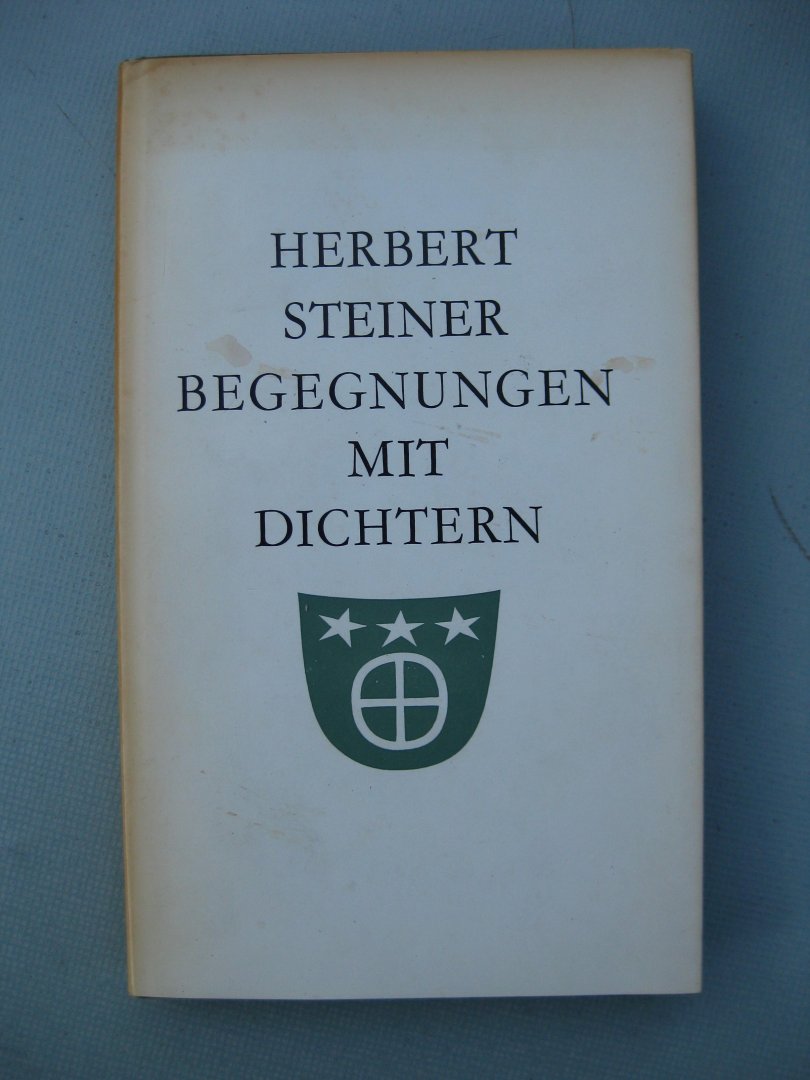 HERBERT
STEINER
BEGEGNUNGEN
MIT
DICHTERN